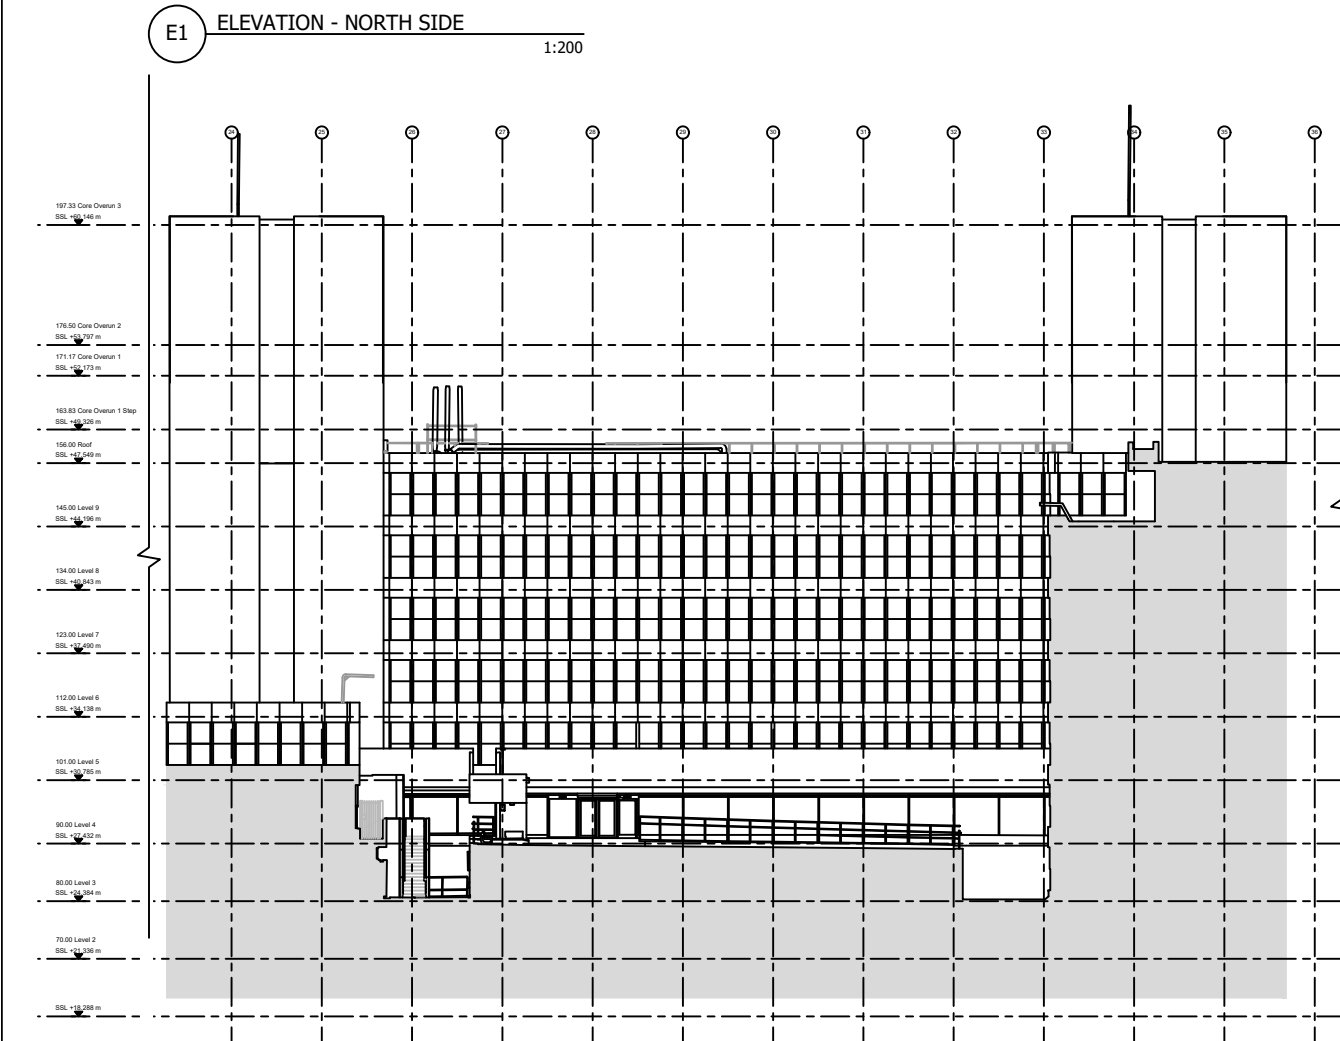 E1
ELEVATION - NORTH SIDE
1:200
24 25 26 27 28 29 30 31 32 33 34 35 36
197.33 Core Overun 3
SSL +60.146 m
176.50 Core Overun 2
SSL +53.797 m
171.17 Core Overun 1
SSL +52.173 m
163.83 Core Overun 1 Step
SSL +49.326 m
156.00 Roof
SSL +47.549 m
145.00 Level 9
SSL +44.196 m
134.00 Level 8
SSL +40.843 m
123.00 Level 7
SSL +37.490 m
112.00 Level 6
SSL +34.138 m
101.00 Level 5
SSL +30.785 m
90.00 Level 4
SSL +27.432 m
80.00 Level 3
SSL +24.384 m
70.00 Level 2
SSL +21.336 m
SSL +18.288 m